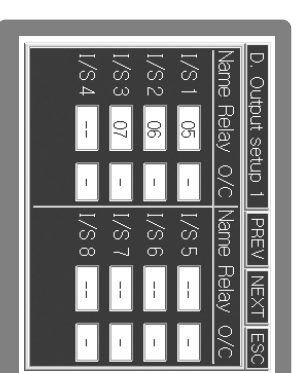 D. Output setup 1 PREV NEXT ESC
Name Relay O/C Name Relay O/C
I/S 1 05 - I/S 5 -- -
I/S 2 06 - I/S 6 -- -
I/S 3 07 - I/S 7 -- -
I/S 4 -- - I/S 8 -- -